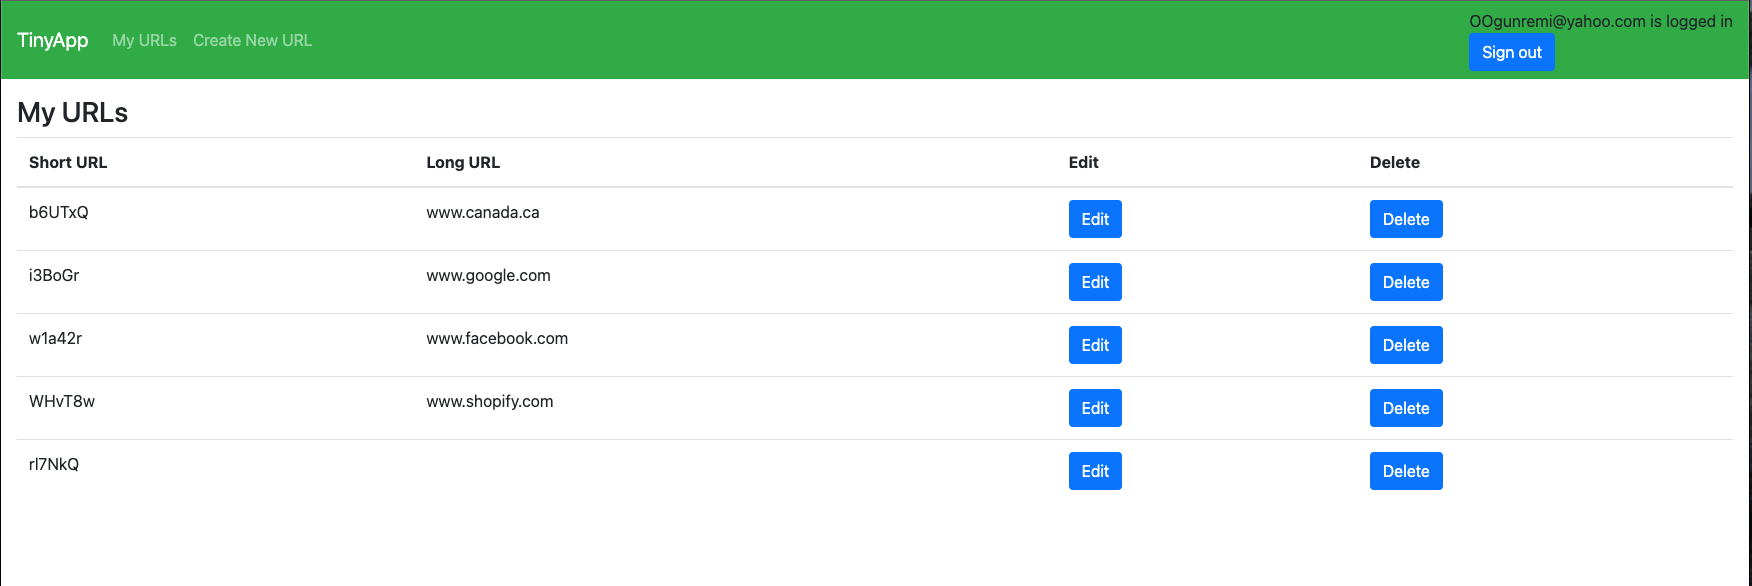 TinyApp My URLs Create New URL
OOgunremi@yahoo.com is logged in
Sign out
My URLs
Short URL Long URL Edit Delete
b6UTxQ www.canada.ca Edit Delete
i3BoGr www.google.com Edit Delete
w1a42r www.facebook.com Edit Delete
WHvT8w www.shopify.com Edit Delete
rl7NkQ Edit Delete